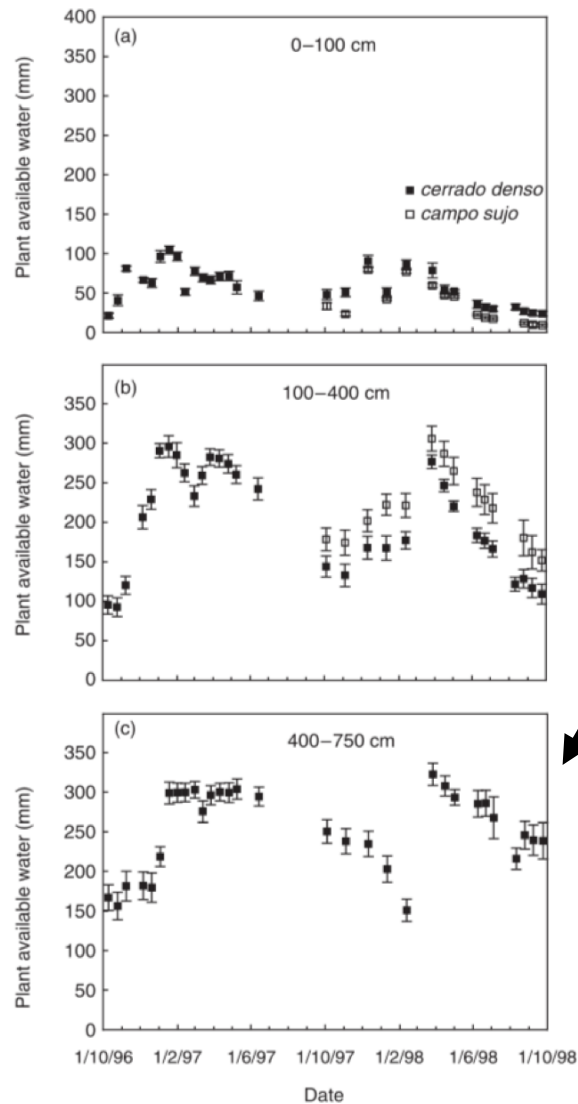 (a)
0–100 cm
400
350
300
250
200
150
100
50
0
Plant available water (mm)
cerrado denso
campo sujo
(b)
100–400 cm
350
300
250
200
150
100
50
0
Plant available water (mm)
(c)
400–750 cm
350
300
250
200
150
100
50
0
Plant available water (mm)
1/10/96 1/2/97 1/6/97 1/10/97 1/2/98 1/6/98 1/10/98
Date